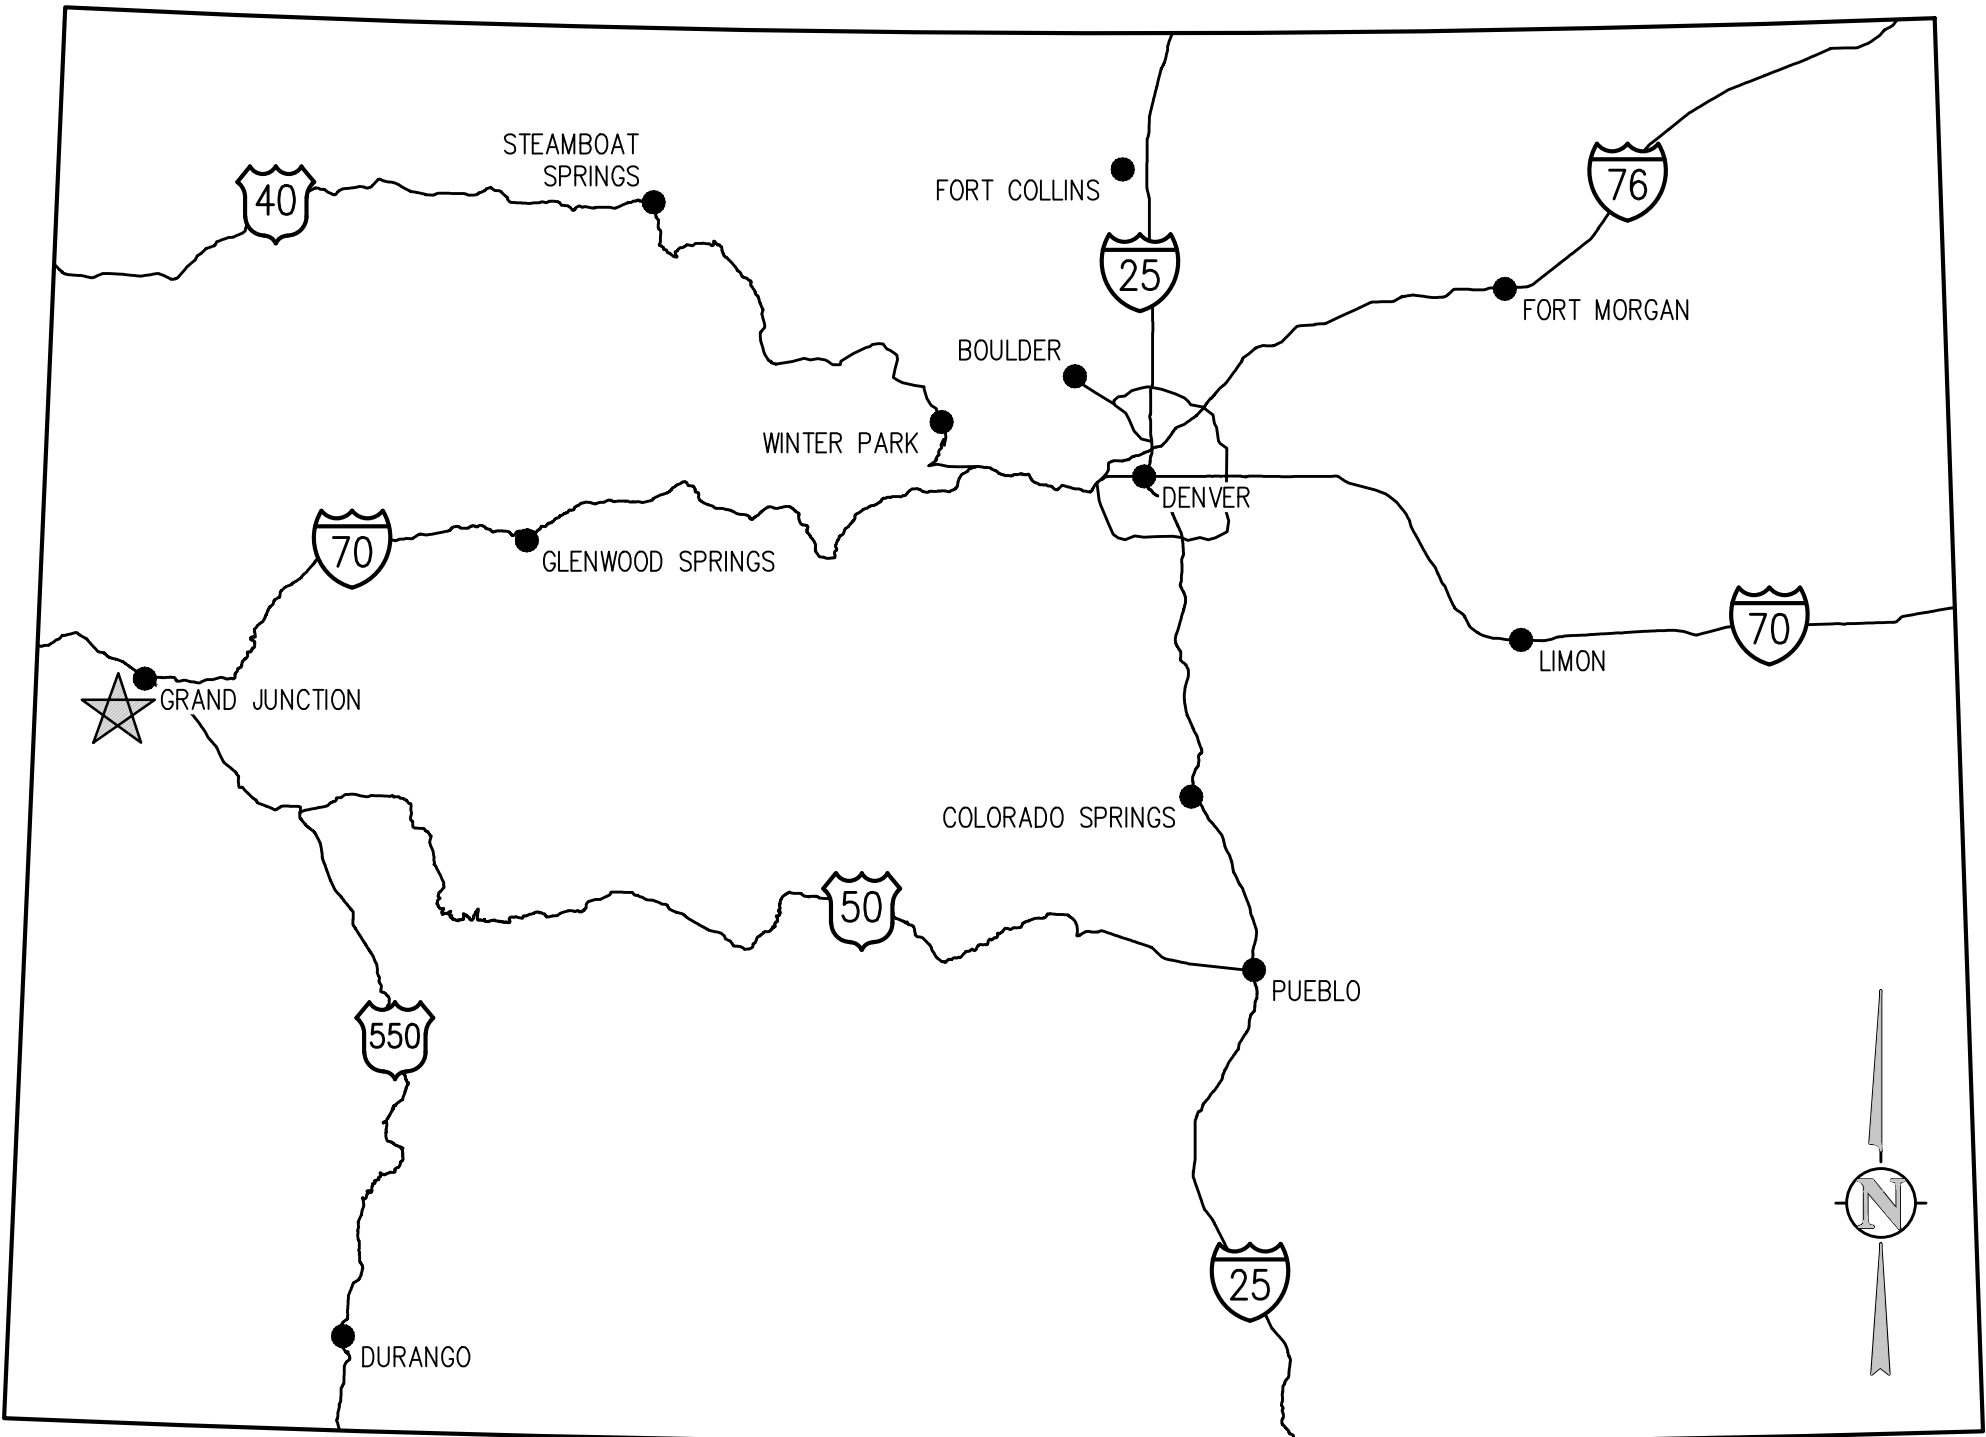 STEAMBOAT
SPRINGS
40
FORT COLLINS
76
25
FORT MORGAN
BOULDER
WINTER PARK
DENVER
70
GLENWOOD SPRINGS
70
LIMON
GRAND JUNCTION
COLORADO SPRINGS
50
PUEBLO
550
N
25
DURANGO